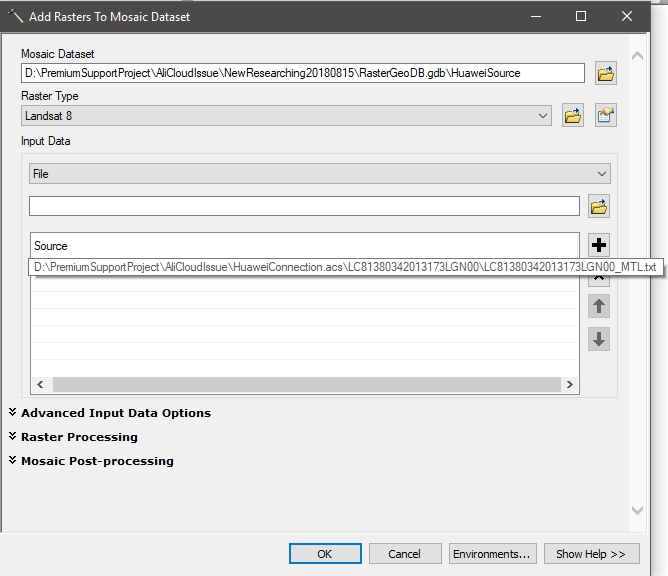 Add Rasters To Mosaic Dataset
Mosaic Dataset
D:\PremiumSupportProject\AliCloudIssue\NewResearching20180815\RasterGeoDB.gdb\HuaweiSource
Raster Type
Landsat 8
Input Data
File
Source
D:\PremiumSupportProject\AliCloudIssue\HuaweiConnection.acs\LC81380342013173LGN00\LC81380342013173LGN00_MTL.txt
Advanced Input Data Options
Raster Processing
Mosaic Post-processing
OK Cancel Environments... Show Help >>